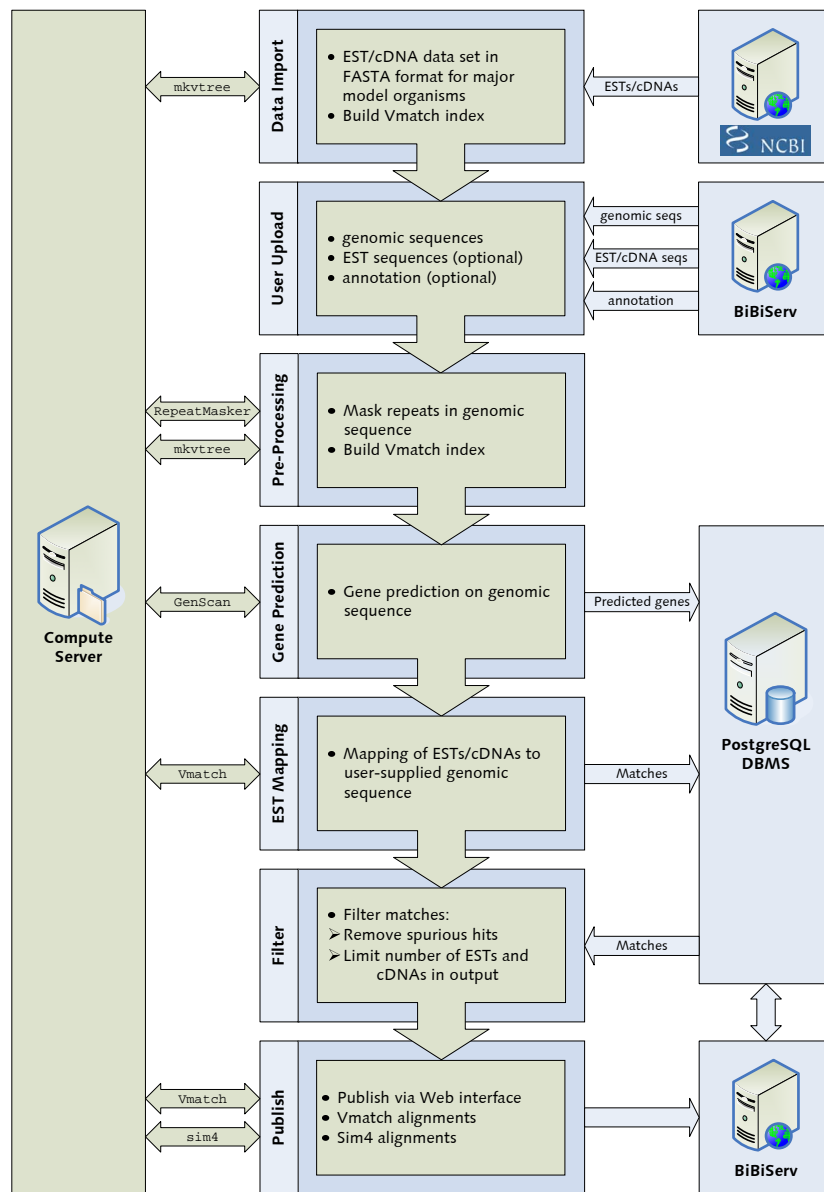 Data Import
• EST/cDNA data set in
FASTA format for major
model organisms
• Build Vmatch index
mkvtree
ESTs/cDNAs
NCBI
User Upload
• genomic sequences
• EST sequences (optional)
• annotation (optional)
genomic seqs
EST/cDNA seqs
annotation
BiBiServ
Pre-Processing
RepeatMasker
mkvtree
• Mask repeats in genomic
sequence
• Build Vmatch index
Compute
Server
Gene Prediction
GenScan
• Gene prediction on genomic
sequence
Predicted genes
PostgreSQL
DBMS
EST Mapping
Vmatch
• Mapping of ESTs/cDNAs to
user-supplied genomic
sequence
Matches
Filter
• Filter matches:
➢ Remove spurious hits
➢ Limit number of ESTs and
cDNAs in output
Matches
Publish
Vmatch
sim4
• Publish via Web interface
• Vmatch alignments
• Sim4 alignments
BiBiServ